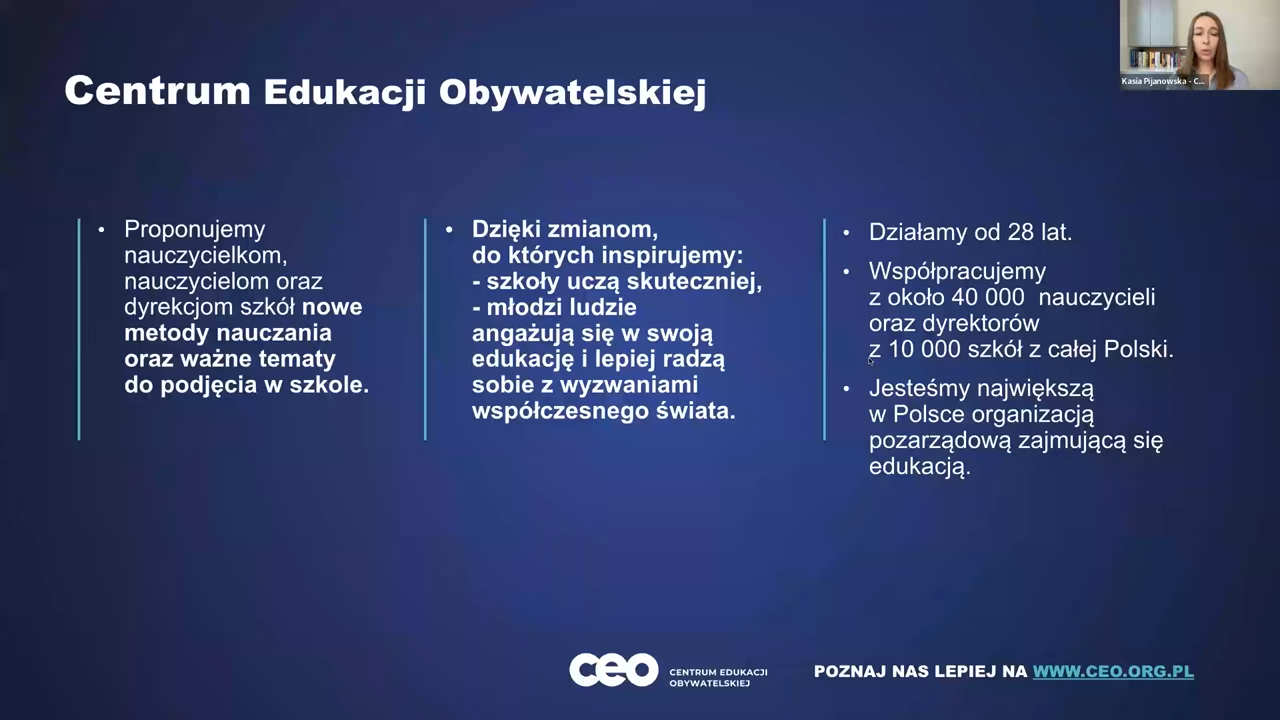 Kasia Pijanowska - C...
Centrum Edukacji Obywatelskiej
• Proponujemy
nauczycielkom,
nauczycielom oraz
dyrekcjom szkół nowe
metody nauczania
oraz ważne tematy
do podjęcia w szkole.
• Dzięki zmianom,
do których inspirujemy:
- szkoły uczą skuteczniej,
- młodzi ludzie
angażują się w swoją
edukację i lepiej radzą
sobie z wyzwaniami
współczesnego świata.
• Działamy od 28 lat.
• Współpracujemy
z około 40 000 nauczycieli
oraz dyrektorów
z 10 000 szkół z całej Polski.
• Jesteśmy największą
w Polsce organizacją
pozarządową zajmującą się
edukacją.
ceo
CENTRUM EDUKACJI
OBYWATELSKIEJ
POZNAJ NAS LEPIEJ NA WWW.CEO.ORG.PL